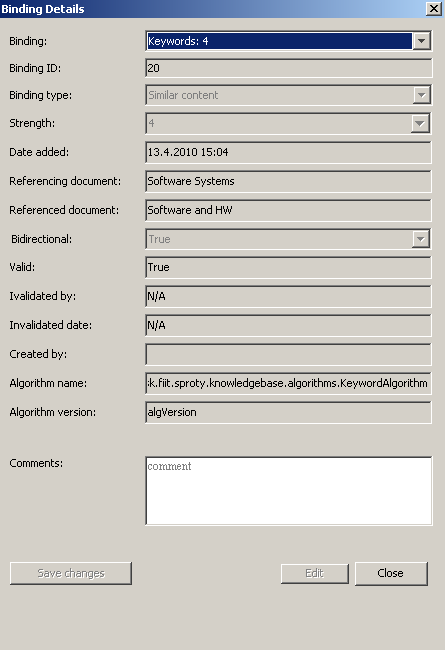 Binding Details
Binding: Keywords: 4
Binding ID: 20
Binding type: Similar content
Strength: 4
Date added: 13.4.2010 15:04
Referencing document: Software Systems
Referenced document: Software and HW
Bidirectional: True
Valid: True
Ivalidated by: N/A
Invalidated date: N/A
Created by:
Algorithm name: sk.fiit.sproty.knowledgebase.algorithms.KeywordAlgorithm
Algorithm version: algVersion
Comments: comment
Save changes Edit Close